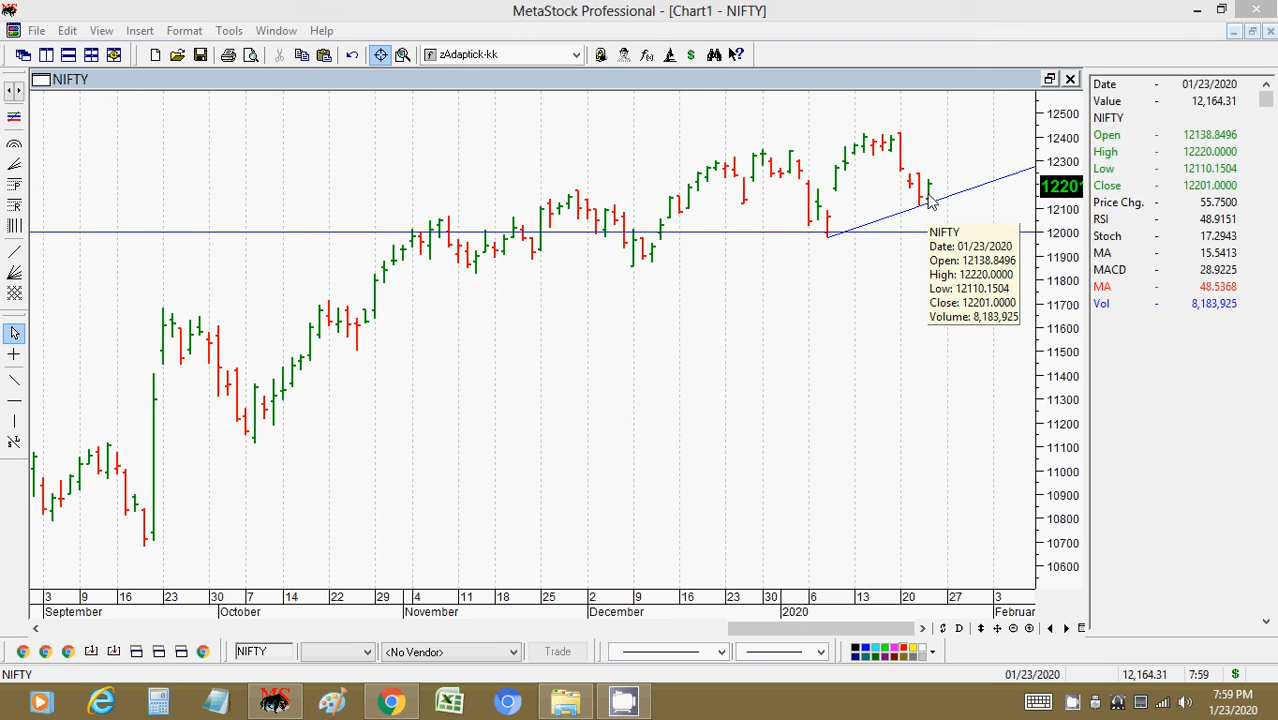 MetaStock Professional - [Chart1 - NIFTY]
File Edit View Insert Format Tools Window Help
zAdaptick-kk
NIFTY
12500
12400
12300
12201
12100
12000
11900
11800
11700
11600
11500
11400
11300
11200
11100
11000
10900
10800
10700
10600
NIFTY
Date: 01/23/2020
Open: 12138.8496
High: 12220.0000
Low: 12110.1504
Close: 12201.0000
Volume: 8,183,925
3 9 16 23 30 7 14 22 29 4 11 18 25 2 9 16 23 30 6 13 20 27 3
September October November December 2020 Februar
Date - 01/23/2020
Value - 12,164.31
NIFTY
Open - 12138.8496
High - 12220.0000
Low - 12110.1504
Close - 12201.0000
Price Chg. - 55.7500
RSI - 48.9151
Stoch - 17.2943
MA - 15.5413
MACD - 28.9225
MA - 48.5368
Vol - 8,183,925
D
NIFTY <No Vendor> Trade
NIFTY 01/23/2020 12,164.31 7:59 $
7:59 PM
1/23/2020